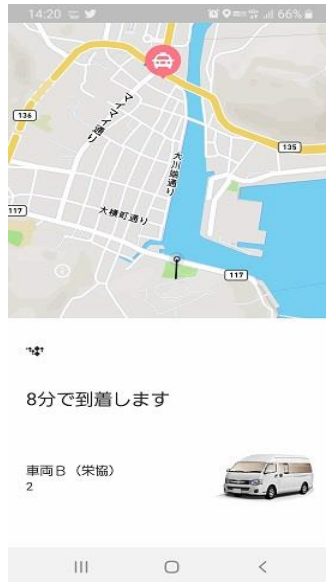 14:20
66%
136
マイマイ通り
135
大川端通り
大横町通り
117
117
8分で到着します
車両B（栄協）
2